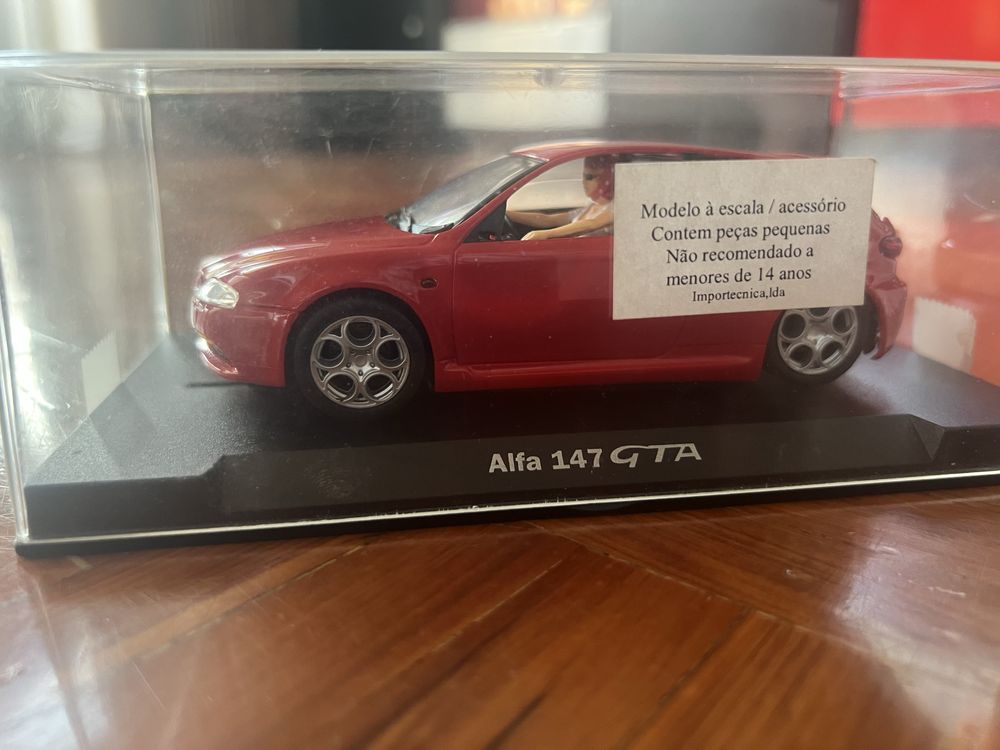 Modelo à escala / acessório
Contem peças pequenas
Não recomendado a
menores de 14 anos
Importecnica,lda
Alfa 147 GTA